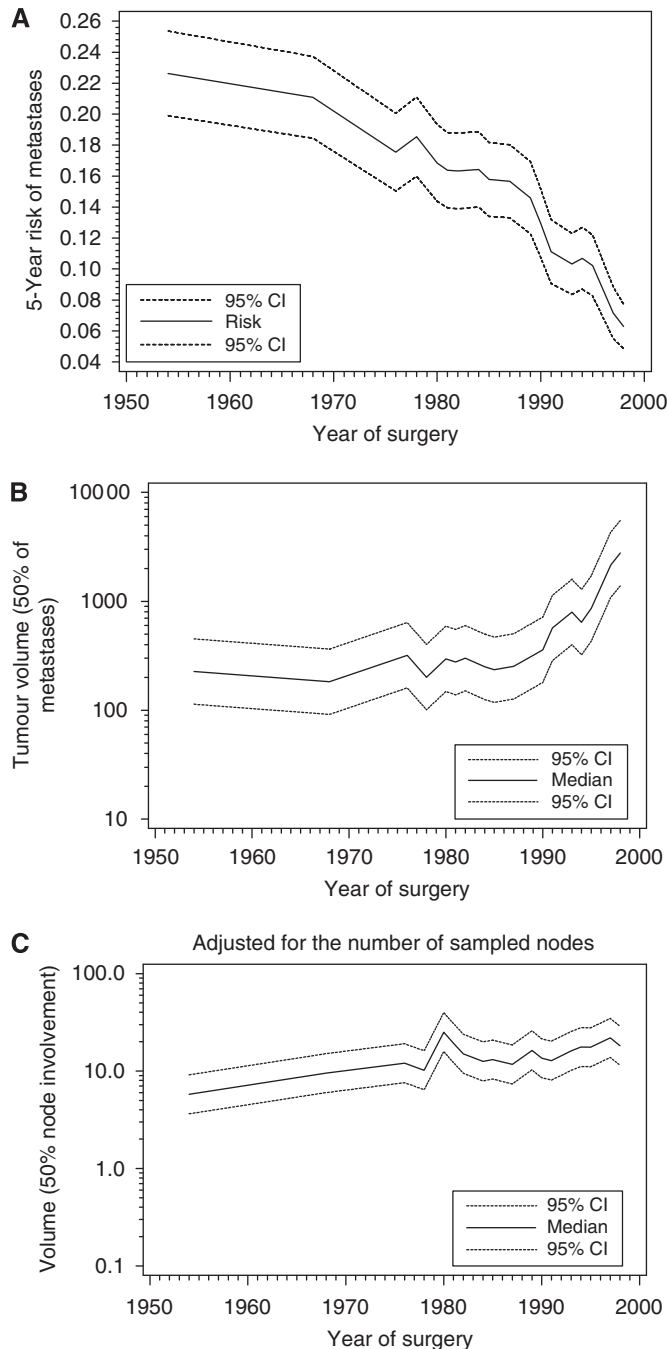 A
0.26
0.24
0.22
0.20
0.18
0.16
0.14
0.12
0.10
0.08
0.06
0.04
5-Year risk of metastases
95% CI
Risk
95% CI
1950 1960 1970 1980 1990 2000
Year of surgery
B
10000
1000
100
10
Tumour volume (50% of
metastases)
95% CI
Median
95% CI
1950 1960 1970 1980 1990 2000
Year of surgery
C
Adjusted for the number of sampled nodes
100.0
10.0
1.0
0.1
Volume (50% node involvement)
95% CI
Median
95% CI
1950 1960 1970 1980 1990 2000
Year of surgery